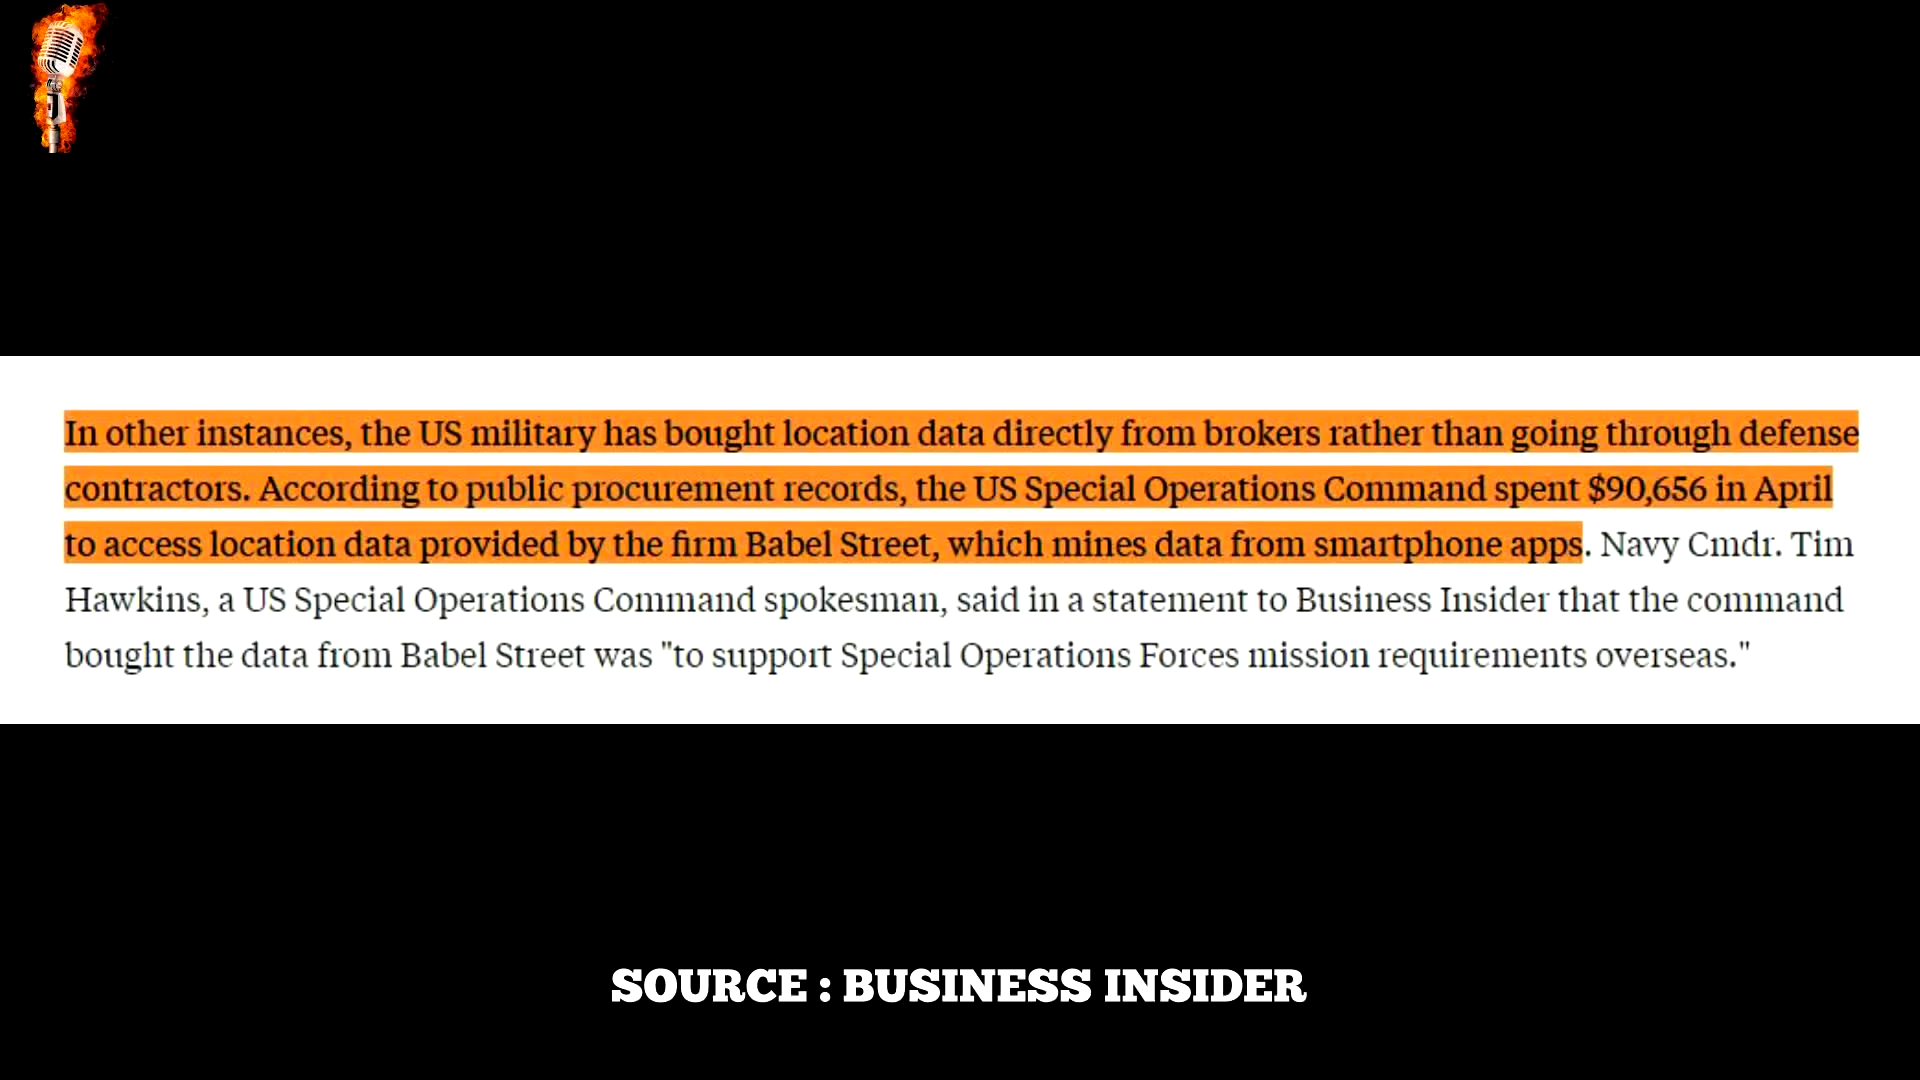 In other instances, the US military has bought location data directly from brokers rather than going through defense
contractors. According to public procurement records, the US Special Operations Command spent $90,656 in April
to access location data provided by the firm Babel Street, which mines data from smartphone apps. Navy Cmdr. Tim
Hawkins, a US Special Operations Command spokesman, said in a statement to Business Insider that the command
bought the data from Babel Street was "to support Special Operations Forces mission requirements overseas."
SOURCE : BUSINESS INSIDER